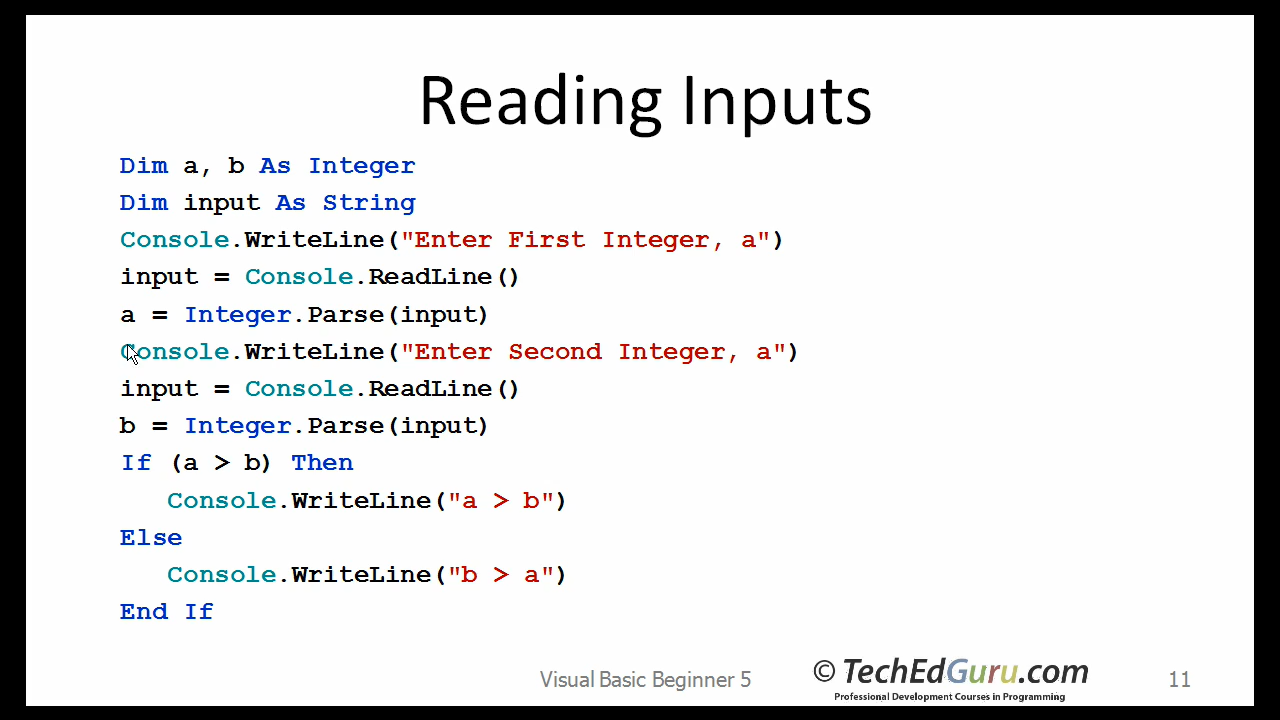 Reading Inputs
Dim a, b As Integer
Dim input As String
Console.WriteLine("Enter First Integer, a")
input = Console.ReadLine()
a = Integer.Parse(input)
Console.WriteLine("Enter Second Integer, a")
input = Console.ReadLine()
b = Integer.Parse(input)
If (a > b) Then
   Console.WriteLine("a > b")
Else
   Console.WriteLine("b > a")
End If
Visual Basic Beginner 5
© TechEdGuru.com
Professional Development Courses in Programming
11